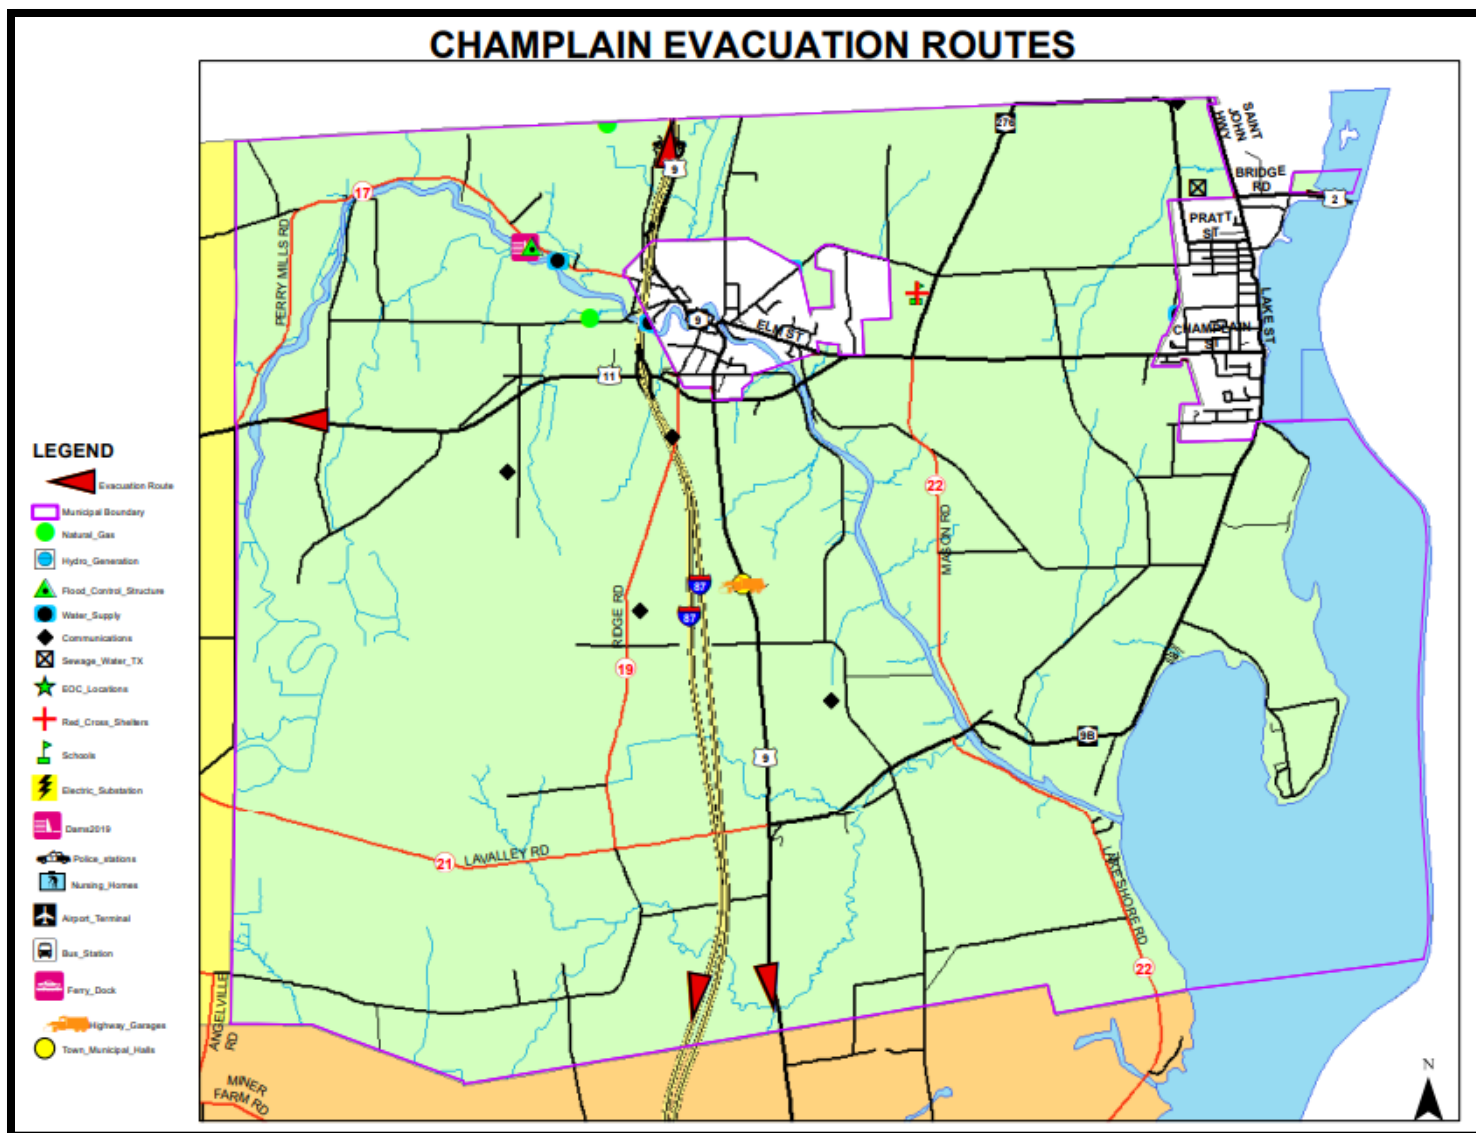 CHAMPLAIN EVACUATION ROUTES
276
SAINT
JOHN
HWY
9
BRIDGE
RD
17
2
PRATT
ST
PERRY MILLS RD
LAKE ST
9
ELM ST
CHAMPLAIN
ST
11
LEGEND
Evacuation Route
Municipal Boundary
Natural_Gas
Hydro_Generation
Flood_Control_Structure
Water_Supply
Communications
Sewage_Water_TX
EOC_Locations
Red_Cross_Shelters
Schools
Electric_Substation
Dams2019
Police_stations
Nursing_Homes
Airport_Terminal
Bus_Station
Ferry_Dock
Highway_Garages
Town_Municipal_Halls
22
MASON RD
87
87
RIDGE RD
19
9B
9
21
LAVALLEY RD
LAKESHORE RD
22
ANGELVILLE
RD
MINER
FARM RD
N